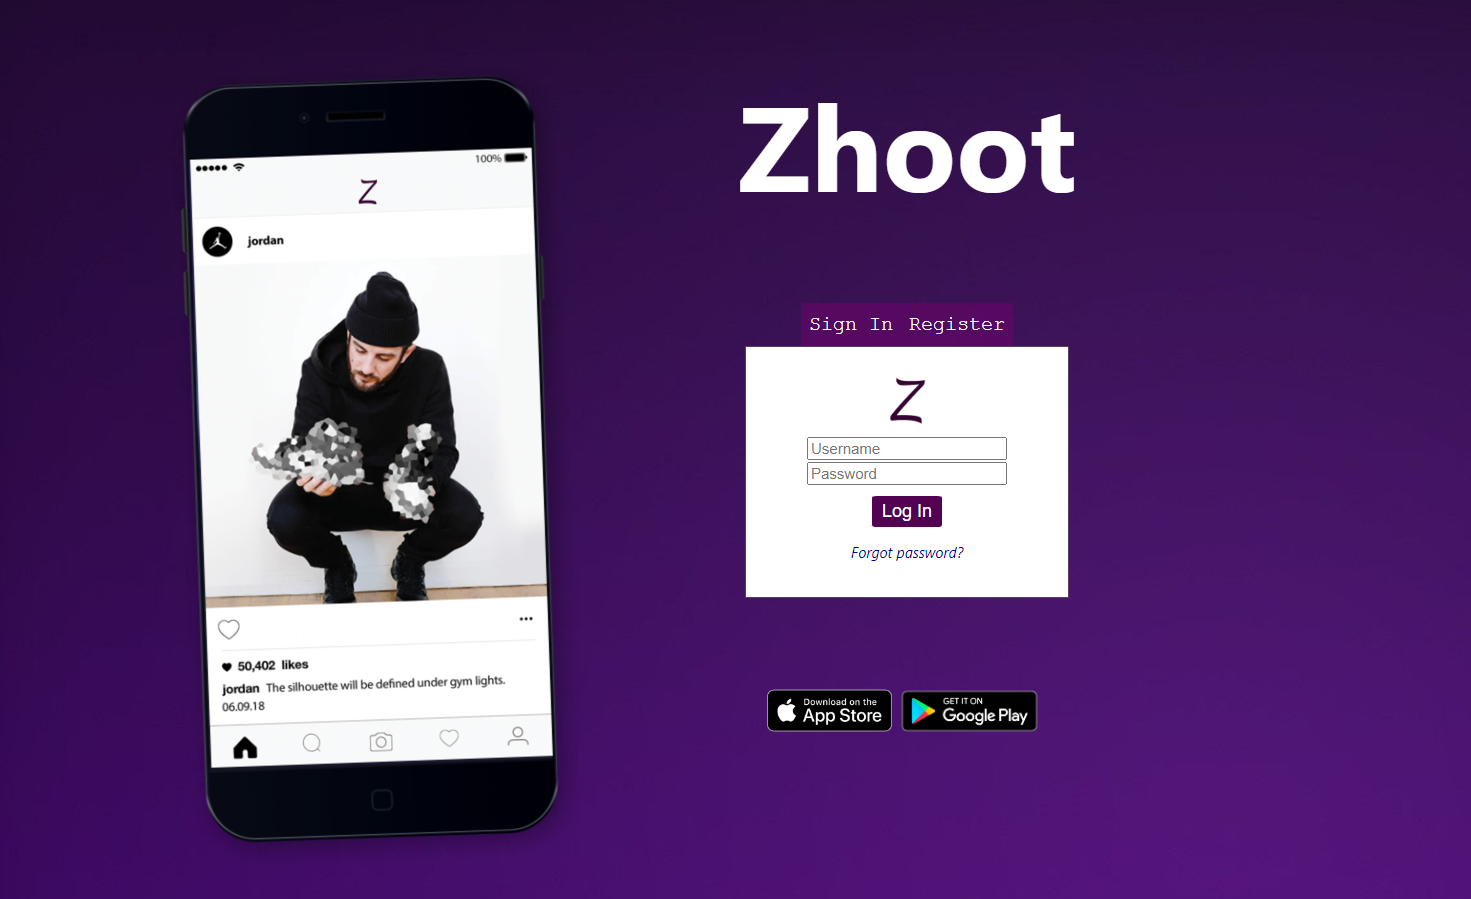 100%
Z
jordan
50,402 likes
jordan The silhouette will be defined under gym lights.
06.09.18
Zhoot
Sign In Register
Z
Username
Password
Log In
Forgot password?
Download on the
App Store
GET IT ON
Google Play